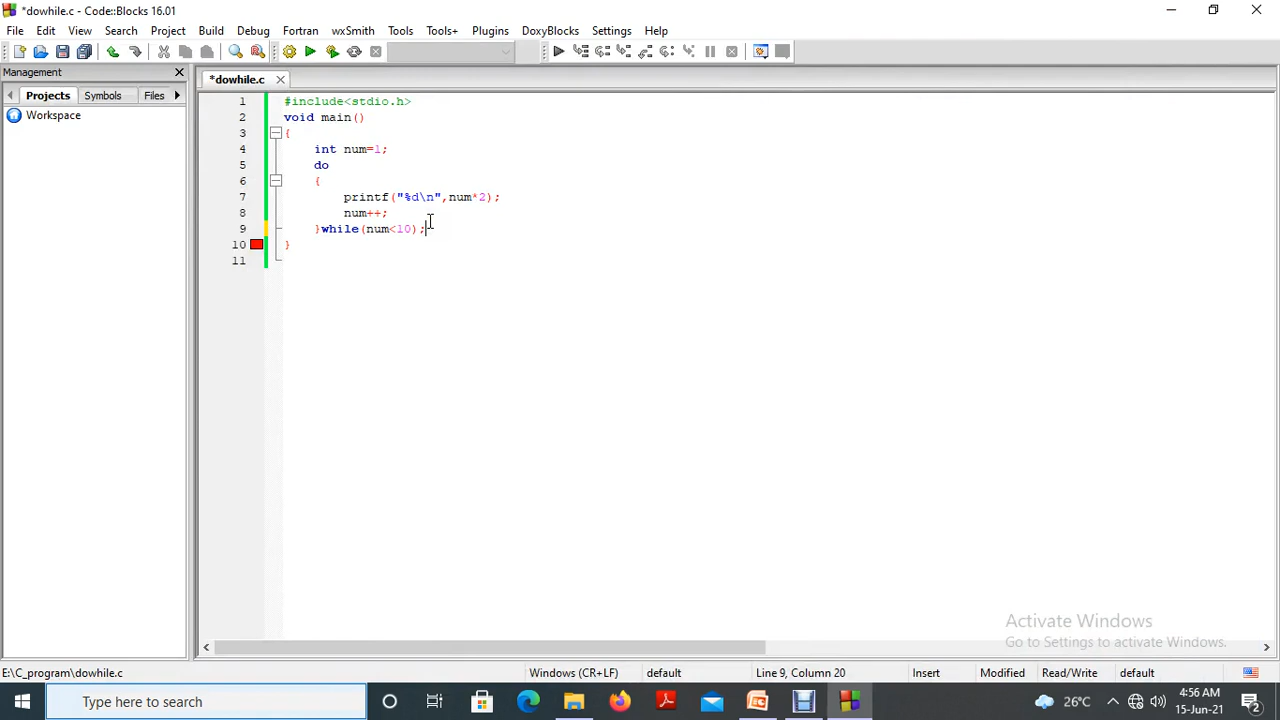 *dowhile.c - Code::Blocks 16.01
File Edit View Search Project Build Debug Fortran wxSmith Tools Tools+ Plugins DoxyBlocks Settings Help
Management
*dowhile.c
Projects Symbols Files
Workspace
1 #include<stdio.h>
2 void main()
3 {
4 int num=1;
5 do
6 {
7 printf("%d\n",num*2);
8 num++;
9 }while(num<10);
10 }
11
Activate Windows
Go to Settings to activate Windows.
E:\C_program\dowhile.c Windows (CR+LF) default Line 9, Column 20 Insert Modified Read/Write default
Type here to search 26°C 4:56 AM
15-Jun-21 2